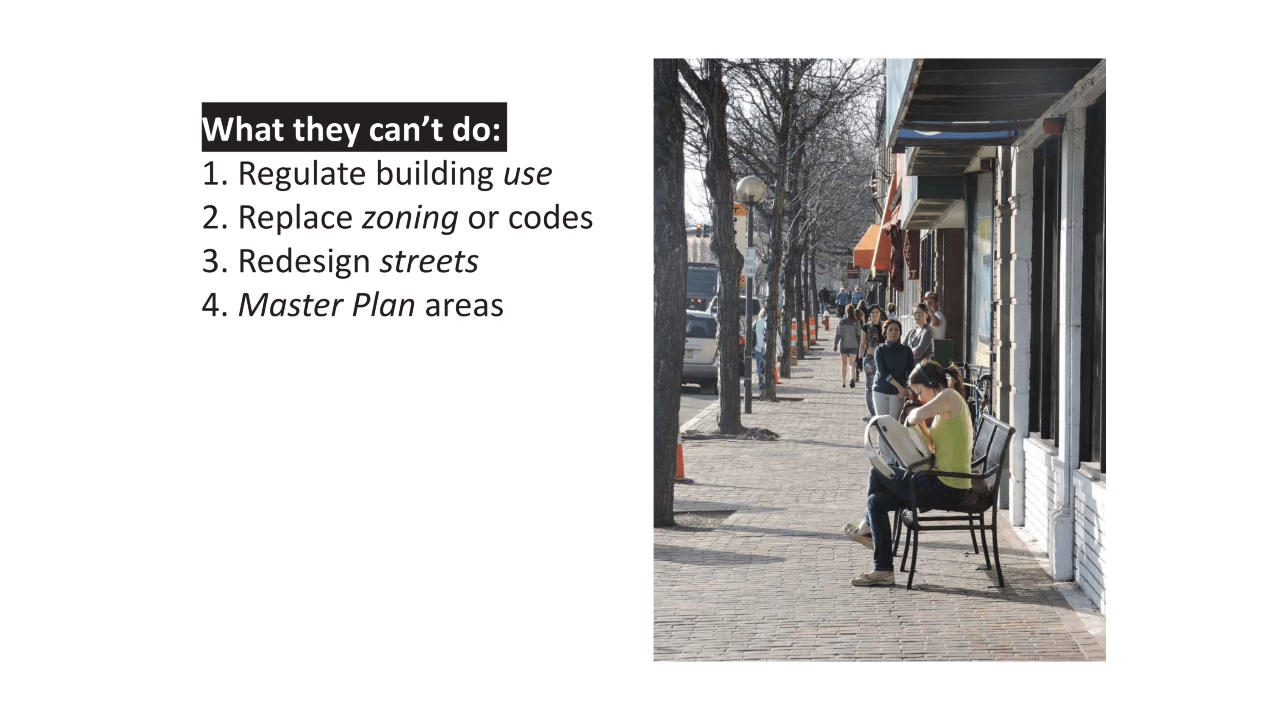 What they can’t do:
1. Regulate building use
2. Replace zoning or codes
3. Redesign streets
4. Master Plan areas